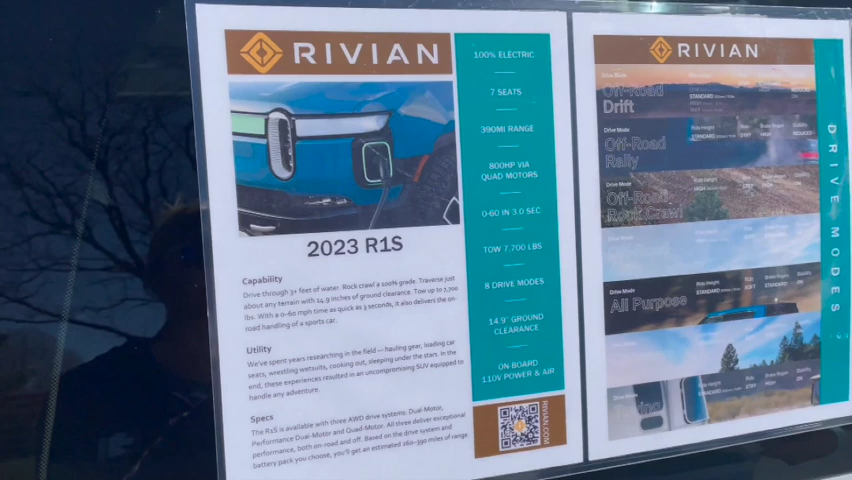 RIVIAN
2023 R1S
Capability
Drive through 3+ feet of water. Rock crawl a 100% grade. Traverse just
about any terrain with 14.9 inches of ground clearance. Tow up to 7,700
lbs. With a 0-60 mph time as quick as 3 seconds, it also delivers the on-
road handling of a sports car.
Utility
We've spent years researching in the field — hauling gear, loading car
seats, wrestling wetsuits, cooking out, sleeping under the stars. In the
end, these experiences resulted in an uncompromising SUV equipped to
handle any adventure.
Specs
The R1S is available with three AWD drive systems: Dual-Motor,
Performance Dual-Motor and Quad-Motor. All three deliver exceptional
performance, both on-road and off. Based on the drive system and
battery pack you choose, you'll get an estimated 260-390 miles of range
100% ELECTRIC
7 SEATS
390MI RANGE
800HP VIA
QUAD MOTORS
0-60 IN 3.0 SEC
TOW 7,700 LBS
8 DRIVE MODES
14.9" GROUND
CLEARANCE
ON-BOARD
110V POWER & AIR
RIVIAN.COM
RIVIAN
Drive Mode
Off-Road
Drift
STANDARD
Drive Mode
Off-Road
Rally
Ride Height
STANDARD
REDUCED
Drive Mode
Off-Road
Rock Crawl
Drive Mode
All Purpose
Ride Height
STANDARD
DRIVE MODES